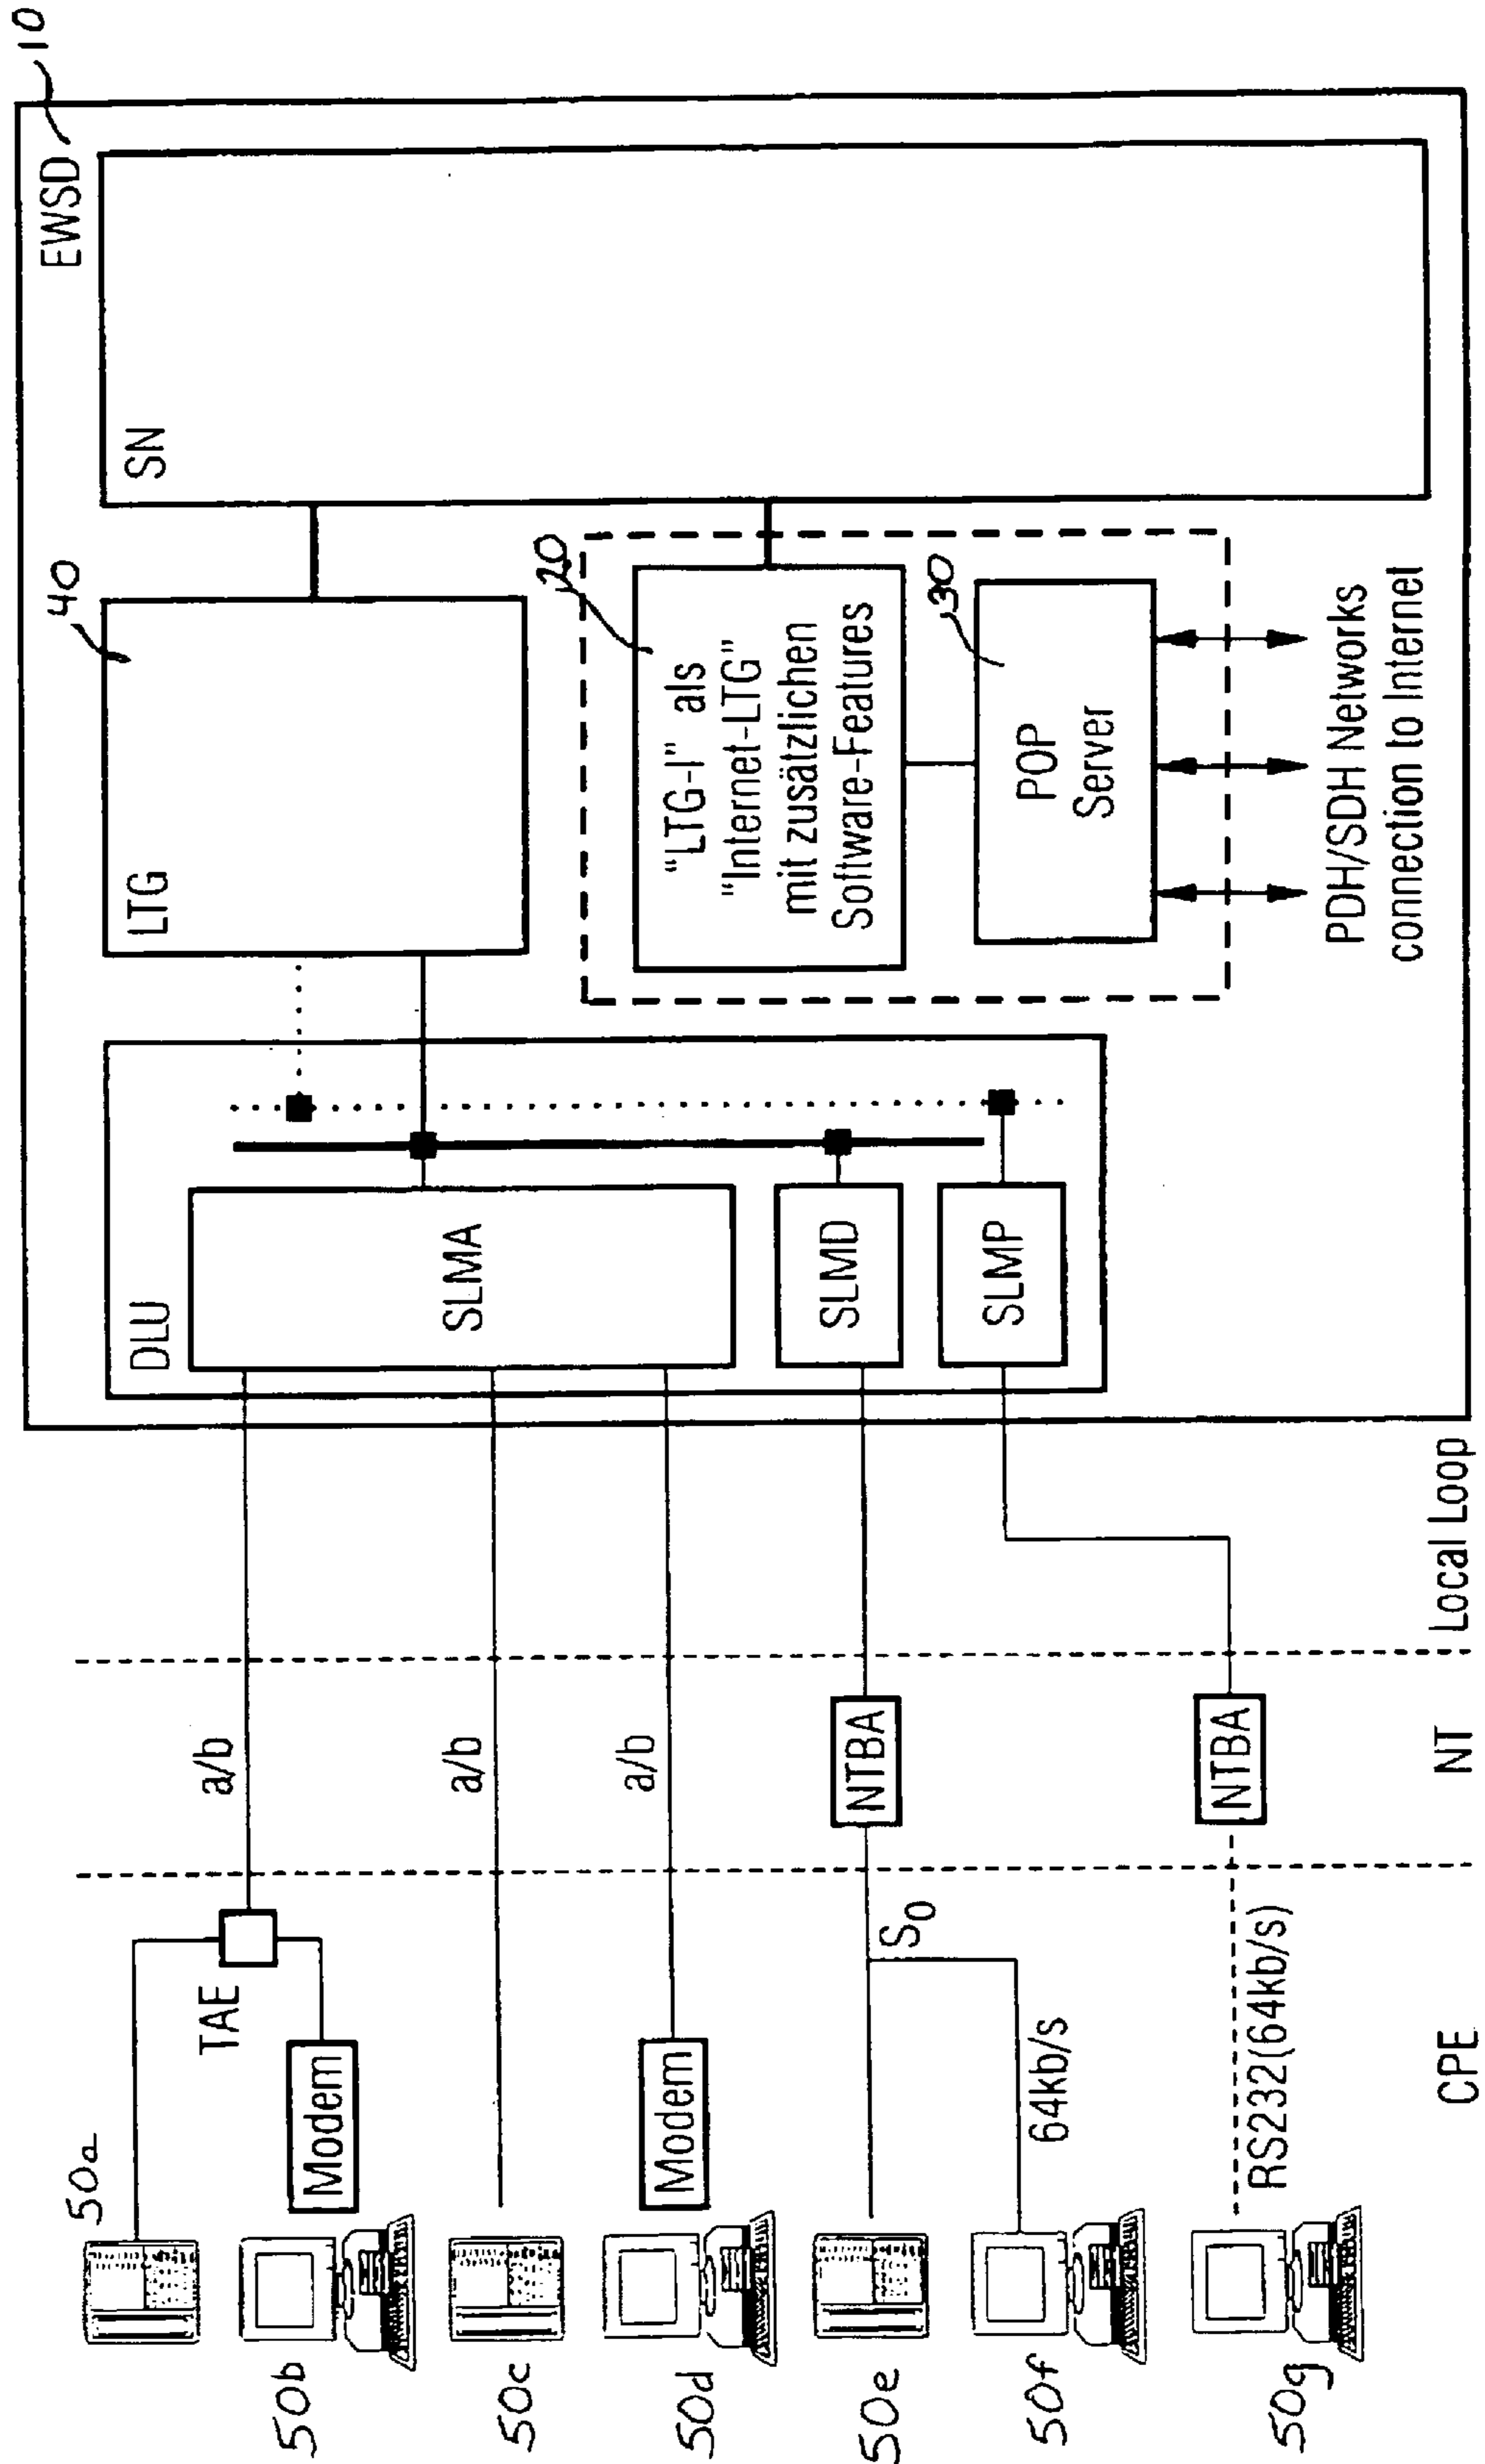 50a
50b
50c
50d
50e
50f
50g
TAE
Modem
Modem
S0
64kb/s
RS232(64kb/s)
CPE
a/b
a/b
a/b
NTBA
NTBA
NT
Local Loop
DLU
SLMA
SLMD
SLMP
LTG
40
"LTG-I" als
"Internet-LTG"
mit zusätzlichen
Software-Features
20
POP
Server
30
PDH/SDH Networks
connection to Internet
SN
EWSD
10